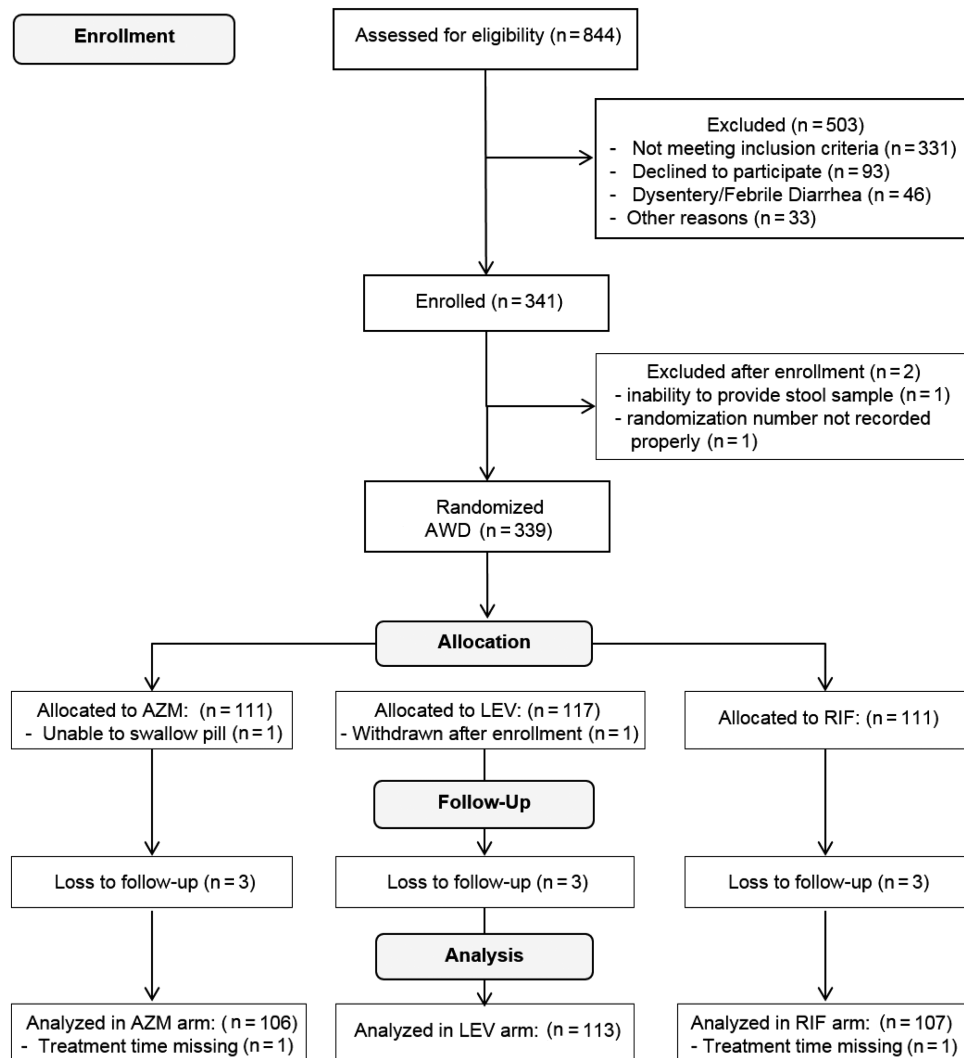 Enrollment
Assessed for eligibility (n = 844)
Excluded (n = 503)
- Not meeting inclusion criteria (n = 331)
- Declined to participate (n = 93)
- Dysentery/Febrile Diarrhea (n = 46)
- Other reasons (n = 33)
Enrolled (n = 341)
Excluded after enrollment (n = 2)
- inability to provide stool sample (n = 1)
- randomization number not recorded
properly (n = 1)
Randomized
AWD (n = 339)
Allocation
Allocated to AZM: (n = 111)
- Unable to swallow pill (n = 1)
Allocated to LEV: (n = 117)
- Withdrawn after enrollment (n = 1)
Allocated to RIF: (n = 111)
Follow-Up
Loss to follow-up (n = 3)
Loss to follow-up (n = 3)
Loss to follow-up (n = 3)
Analysis
Analyzed in AZM arm: (n = 106)
- Treatment time missing (n = 1)
Analyzed in LEV arm: (n = 113)
Analyzed in RIF arm: (n = 107)
- Treatment time missing (n = 1)